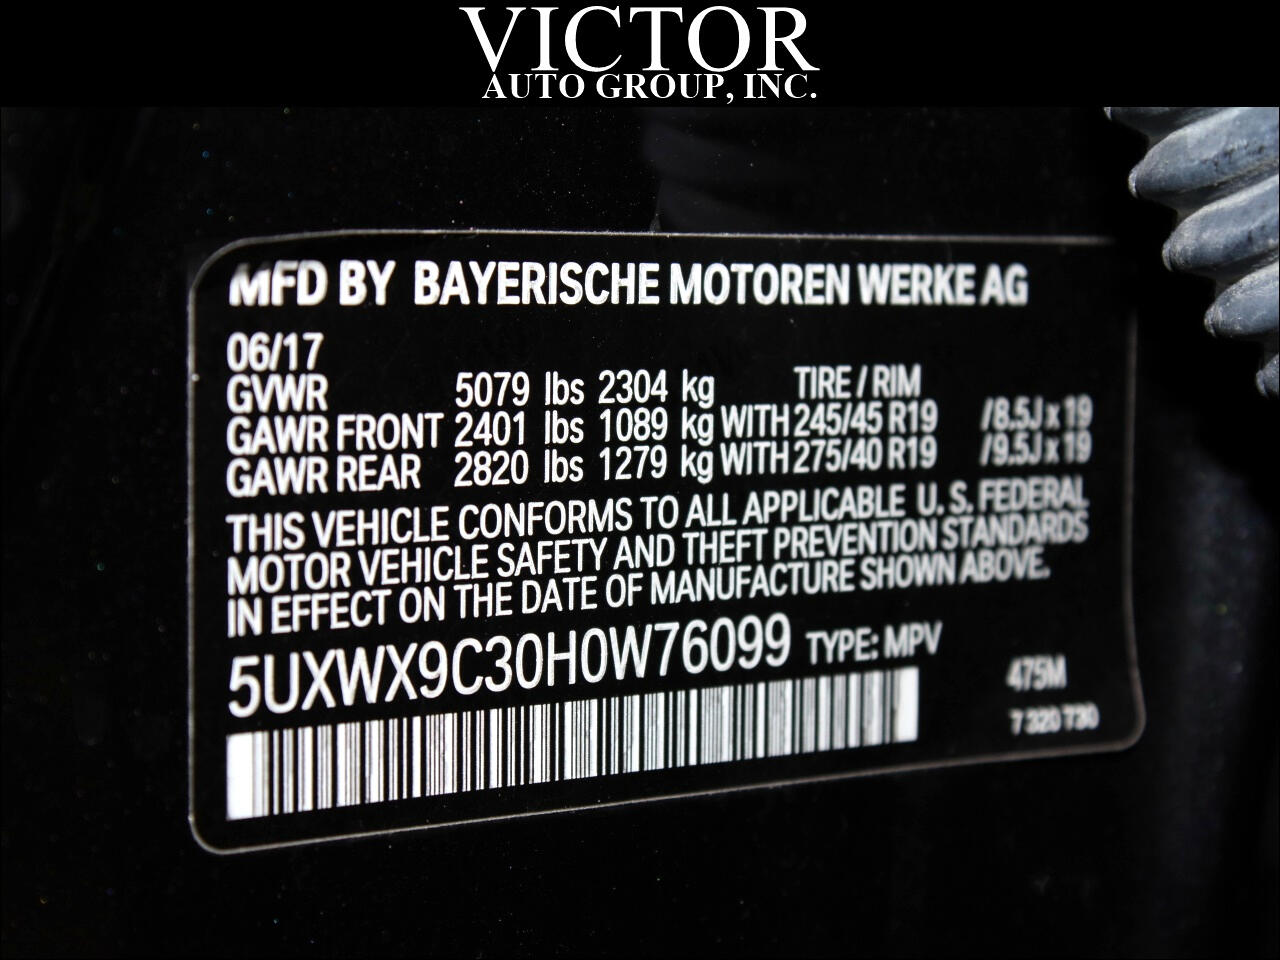 VICTOR
AUTO GROUP, INC.
MFD BY BAYERISCHE MOTOREN WERKE AG
06/17
GVWR 5079 lbs 2304 kg TIRE / RIM
GAWR FRONT 2401 lbs 1089 kg WITH 245/45 R19 /8.5J x 19
GAWR REAR 2820 lbs 1279 kg WITH 275/40 R19 /9.5J x 19
THIS VEHICLE CONFORMS TO ALL APPLICABLE U. S. FEDERAL
MOTOR VEHICLE SAFETY AND THEFT PREVENTION STANDARDS
IN EFFECT ON THE DATE OF MANUFACTURE SHOWN ABOVE.
5UXWX9C30H0W76099 TYPE: MPV
475M
7 320 730